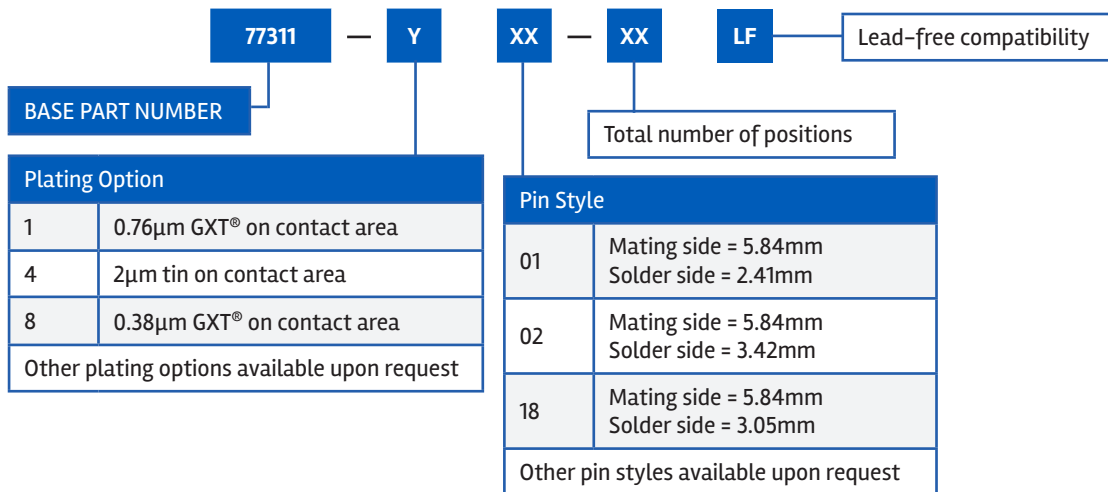 77311 — Y XX — XX LF Lead-free compatibility
BASE PART NUMBER
Total number of positions
Plating Option
1 0.76µm GXT® on contact area
4 2µm tin on contact area
8 0.38µm GXT® on contact area
Other plating options available upon request
Pin Style
01 Mating side = 5.84mm
Solder side = 2.41mm
02 Mating side = 5.84mm
Solder side = 3.42mm
18 Mating side = 5.84mm
Solder side = 3.05mm
Other pin styles available upon request